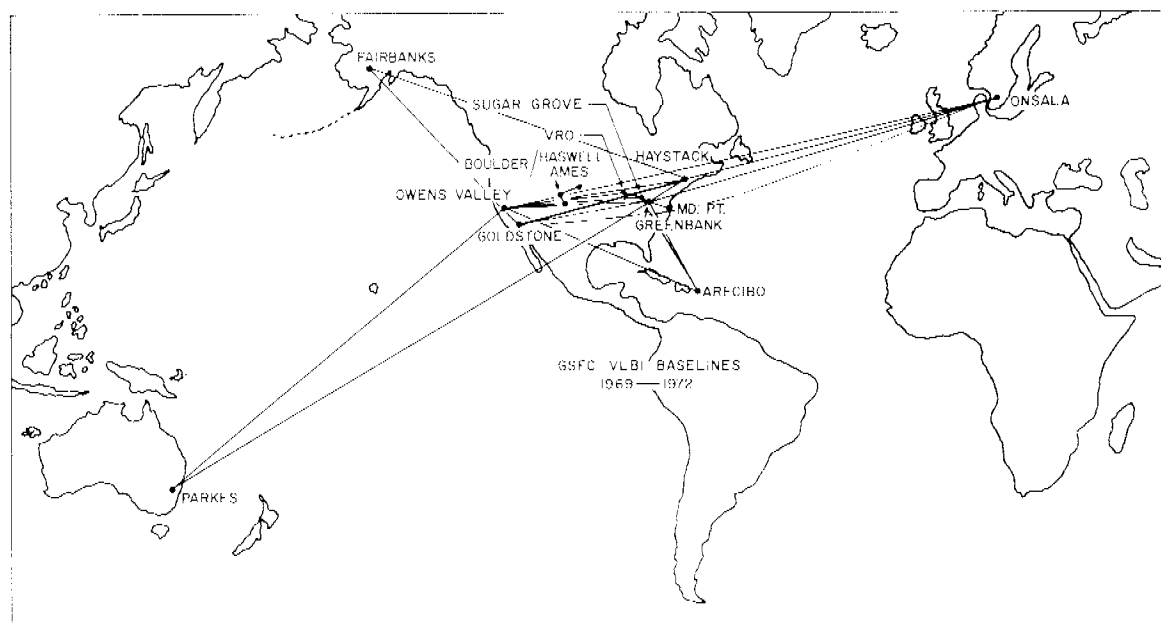 FAIRBANKS
SUGAR GROVE
ONSALA
VRO
BOULDER
HASWELL
HAYSTACK
AMES
OWENS VALLEY
MD. PT.
GOLDSTONE
GREENBANK
ARECIBO
GSFC VLBI BASELINES
1969 — 1972
PARKES